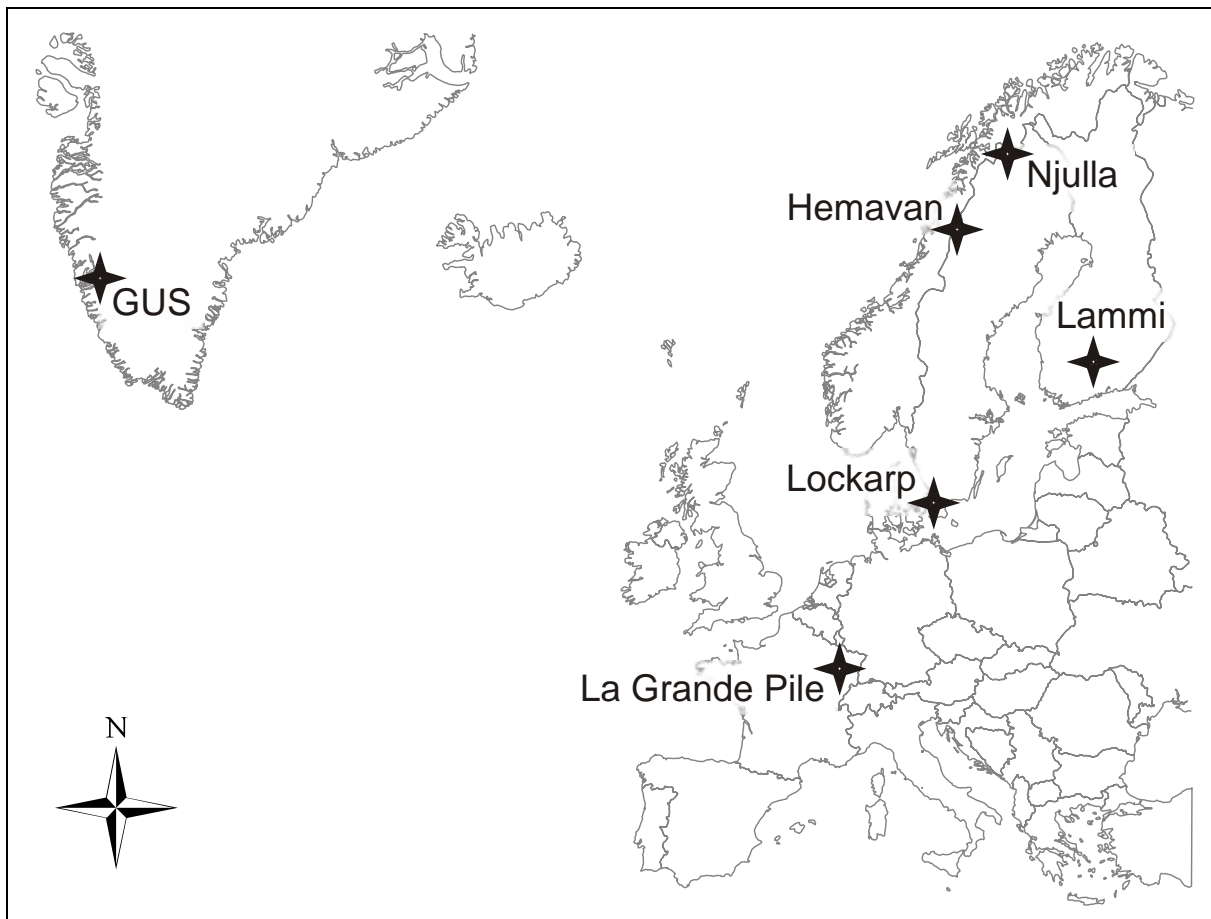 Njulla
Hemavan
GUS
Lammi
Lockarp
La Grande Pile
N